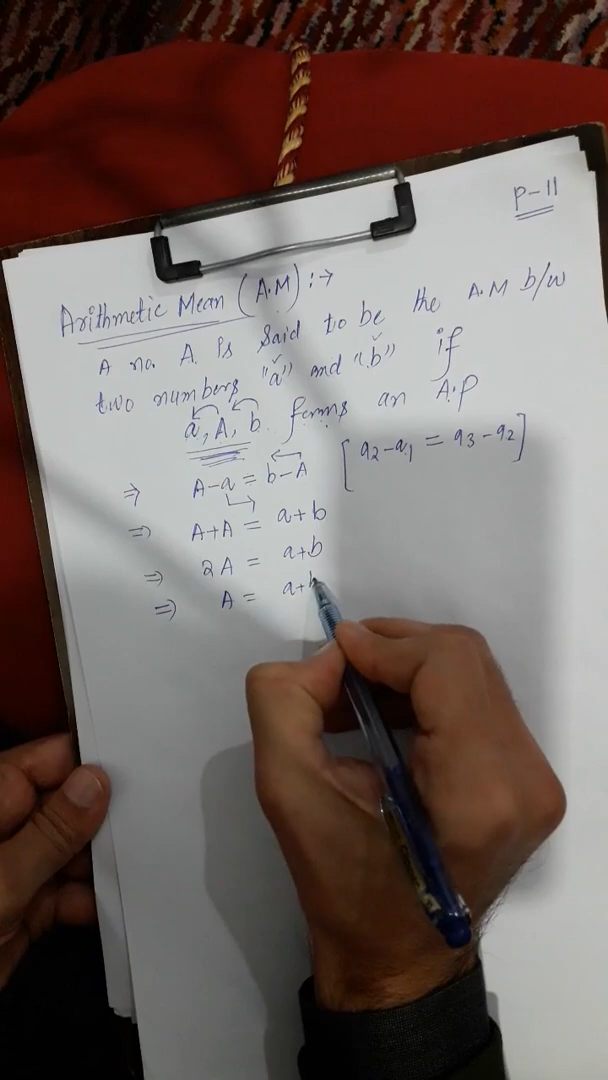 P-11
Arithmetic Mean (A.M) :→
A no. A is said to be the A.M b/w
two numbers "a" and "b" if
a, A, b forms an A.P
⇒ A-a = b-A [a2-a1 = a3-a2]
⇒ A+A = a+b
⇒ 2A = a+b
⇒ A = a+b